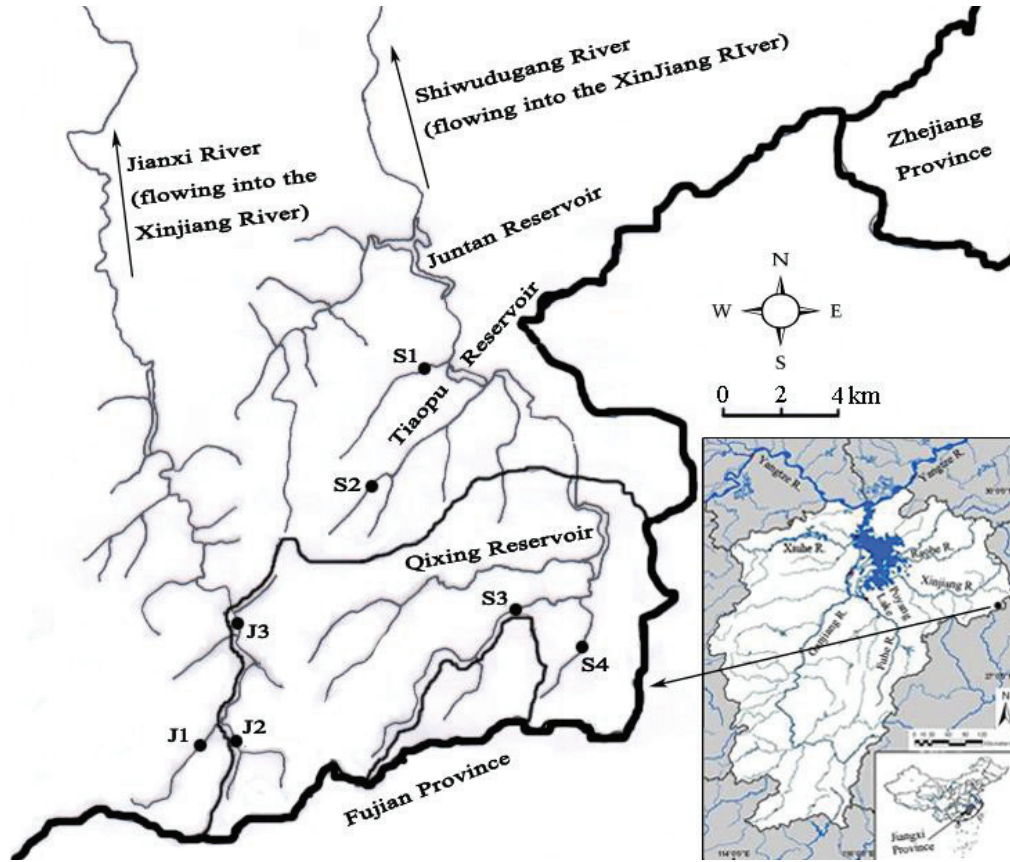 Shiwudugang River
(flowing into the XinJiang RIver)
Zhejiang
Province
Jianxi River
(flowing into the
Xinjiang River)
Juntan Reservoir
N
W E
S
Tiaopu Reservoir
S1
0 2 4 km
S2
Qixing Reservoir
S3
S4
J3
J1
J2
Fujian Province
Yangtze R.
Yangtze R.
Xiuhe R.
Raohe R.
Xinjiang R.
Poyang
Lake
Ganjiang R.
Fuhe R.
N
Jiangxi
Province